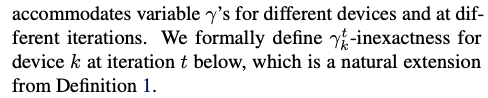 accommodates variable γ's for different devices and at dif-
ferent iterations. We formally define γₖᵗ-inexactness for
device k at iteration t below, which is a natural extension
from Definition 1.